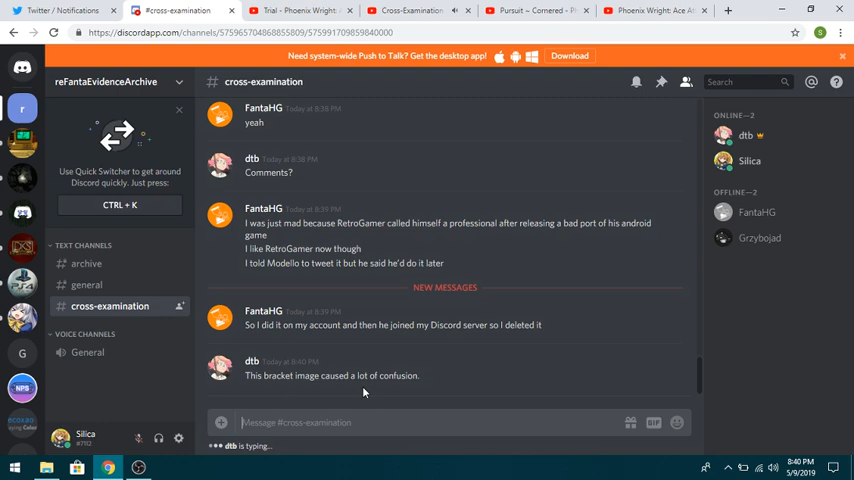 Twitter / Notifications
#cross-examination
Trial - Phoenix Wright: Ace A
Cross-Examination
Pursuit ~ Cornered - Ph
Phoenix Wright: Ace At
https://discordapp.com/channels/575965704868855809/575991709859840000
S
Need system-wide Push to Talk? Get the desktop app!
Download
reFantaEvidenceArchive
# cross-examination
Search
FantaHG Today at 8:38 PM
yeah
dtb Today at 8:38 PM
Comments?
FantaHG Today at 8:39 PM
I was just mad because RetroGamer called himself a professional after releasing a bad port of his android
game
I like RetroGamer now though
I told Modello to tweet it but he said he'd do it later
NEW MESSAGES
FantaHG Today at 8:39 PM
So I did it on my account and then he joined my Discord server so I deleted it
dtb Today at 8:40 PM
This bracket image caused a lot of confusion.
Message #cross-examination
GIF
dtb is typing...
r
Use Quick Switcher to get around
Discord quickly. Just press:
CTRL + K
TEXT CHANNELS
# archive
# general
# cross-examination
VOICE CHANNELS
General
G
NPS
Silica
#7112
ONLINE—2
dtb
Silica
OFFLINE—2
FantaHG
Grzybojad
8:40 PM
5/9/2019